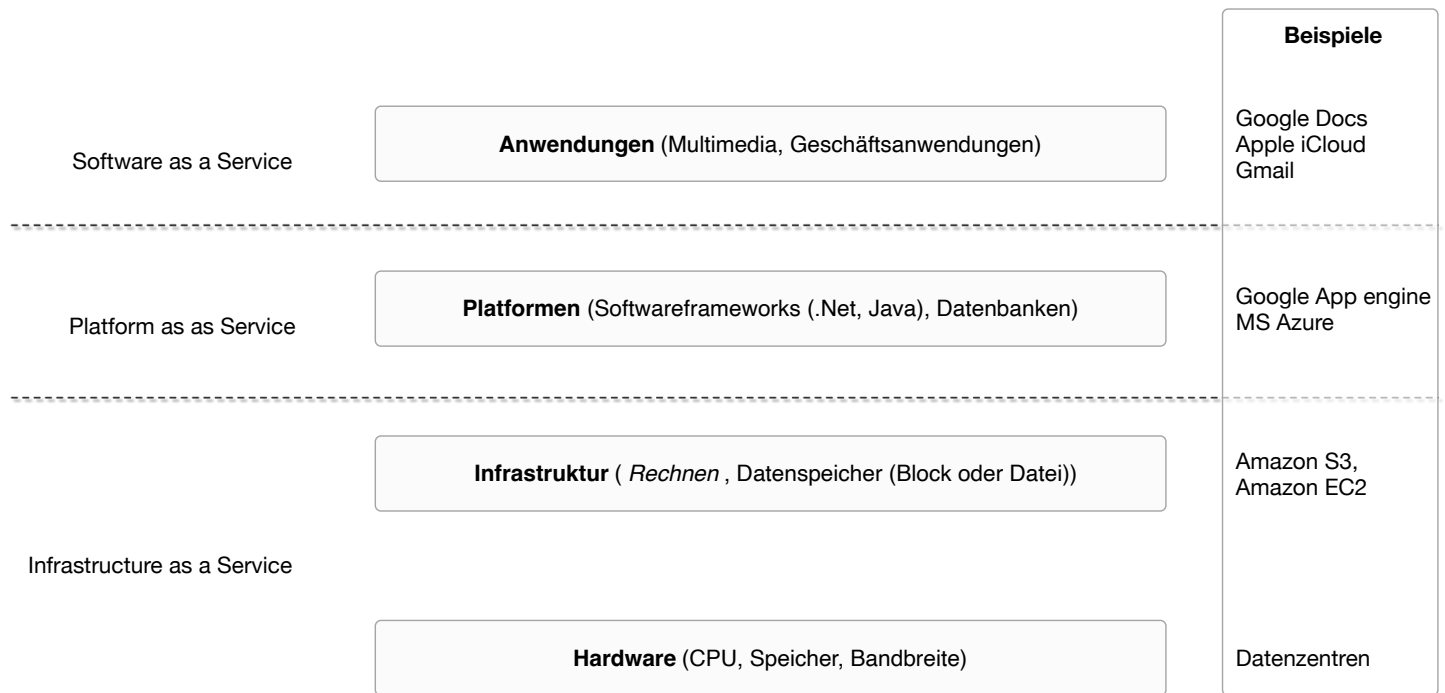 Beispiele
Software as a Service
Anwendungen (Multimedia, Geschäftsanwendungen)
Google Docs
Apple iCloud
Gmail
Platform as as Service
Platformen (Softwareframeworks (.Net, Java), Datenbanken)
Google App engine
MS Azure
Infrastructure as a Service
Infrastruktur ( Rechnen , Datenspeicher (Block oder Datei))
Amazon S3,
Amazon EC2
Hardware (CPU, Speicher, Bandbreite)
Datenzentren